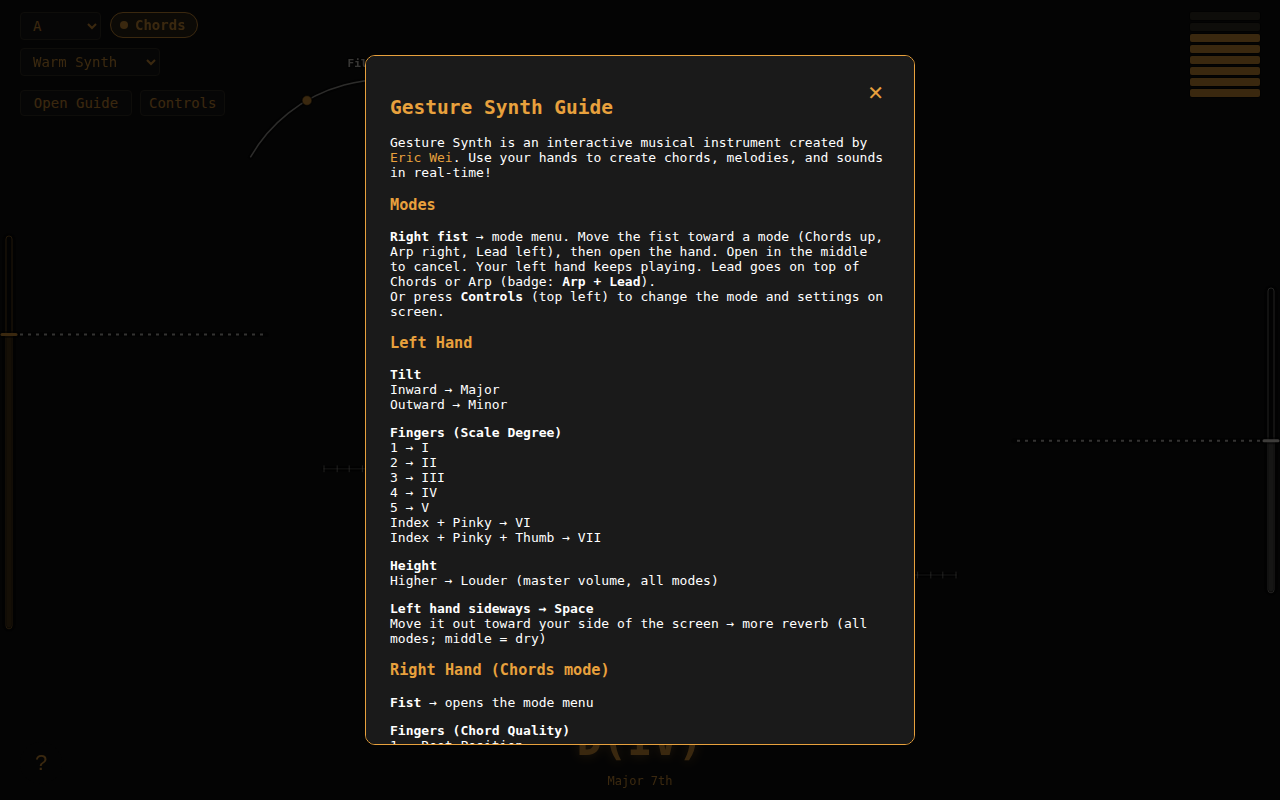 A
Chords
Warm Synth
Open Guide
Controls
Fil
✕
Gesture Synth Guide
Gesture Synth is an interactive musical instrument created by
Eric Wei. Use your hands to create chords, melodies, and sounds
in real-time!
Modes
Right fist → mode menu. Move the fist toward a mode (Chords up,
Arp right, Lead left), then open the hand. Open in the middle
to cancel. Your left hand keeps playing. Lead goes on top of
Chords or Arp (badge: Arp + Lead).
Or press Controls (top left) to change the mode and settings on
screen.
Left Hand
Tilt
Inward → Major
Outward → Minor
Fingers (Scale Degree)
1 → I
2 → II
3 → III
4 → IV
5 → V
Index + Pinky → VI
Index + Pinky + Thumb → VII
Height
Higher → Louder (master volume, all modes)
Left hand sideways → Space
Move it out toward your side of the screen → more reverb (all
modes; middle = dry)
Right Hand (Chords mode)
Fist → opens the mode menu
Fingers (Chord Quality)
1 → Root Position
D(IV)
Major 7th
?